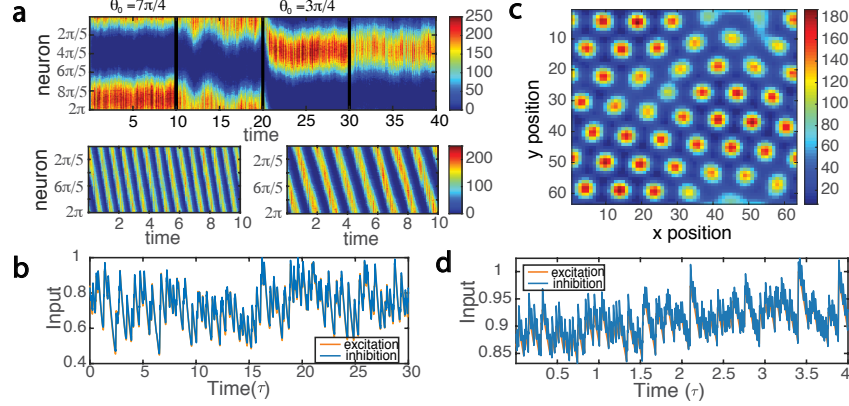 a
θ₀ =7π/4
θ₀ =3π/4
neuron
2π/5
4π/5
6π/5
8π/5
2π
5 10 15 20 25 30 35 40
time
250
200
150
100
50
0
neuron
2π/5
6π/5
2π
2 4 6 8 10
time
2 4 6 8 10
time
200
100
0
b
Input
1
0.8
0.6
0.4
excitation
inhibition
0 5 10 15 20 25 30
Time(τ)
c
y position
10
20
30
40
50
60
10 20 30 40 50 60
x position
180
160
140
120
100
80
60
40
20
d
Input
1
0.95
0.90
0.85
excitation
inhibition
0.5 1 1.5 2 2.5 3 3.5 4
Time (τ)